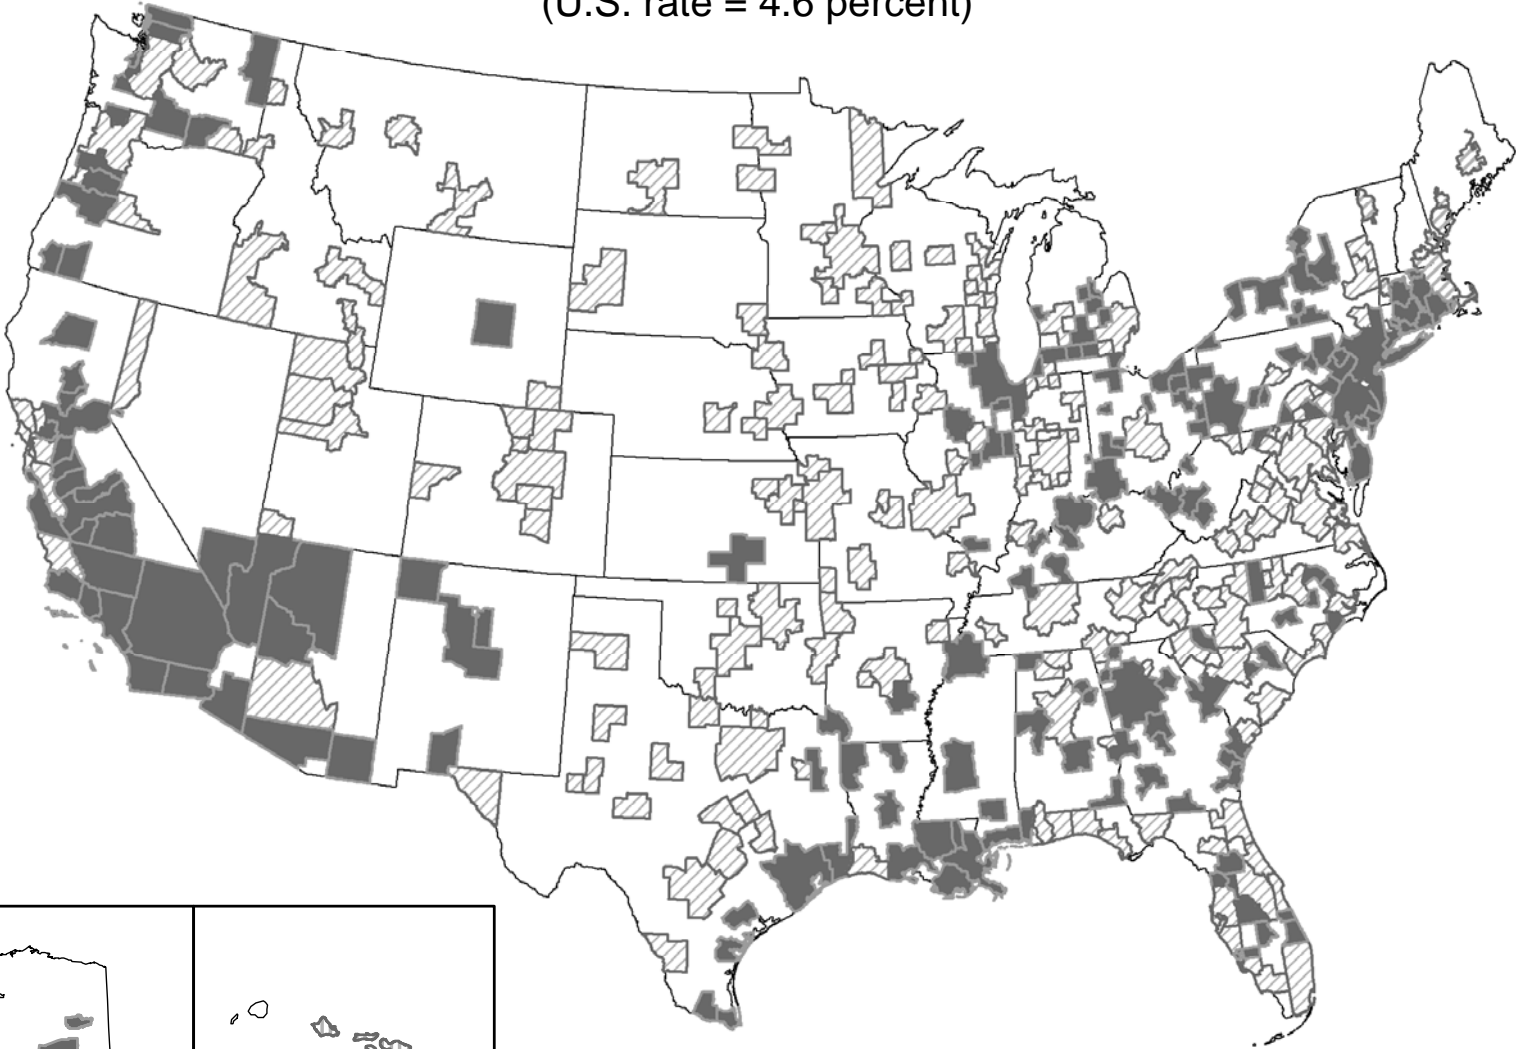 (U.S. rate = 4.6 percent)